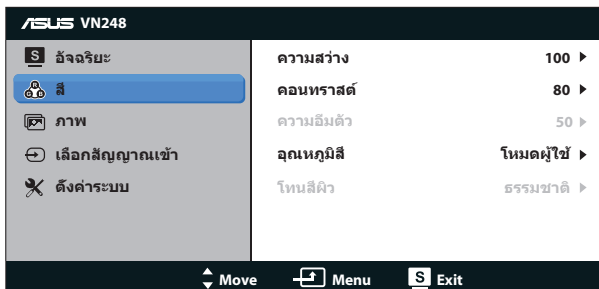 ASUS VN248
S อัจฉริยะ
สี
ภาพ
เลือกสัญญาณเข้า
ตั้งค่าระบบ
ความสว่าง 100
คอนทราสต์ 80
ความอิ่มตัว 50
อุณหภูมิสี โหมดผู้ใช้
โทนสีผิว ธรรมชาติ
Move Menu S Exit